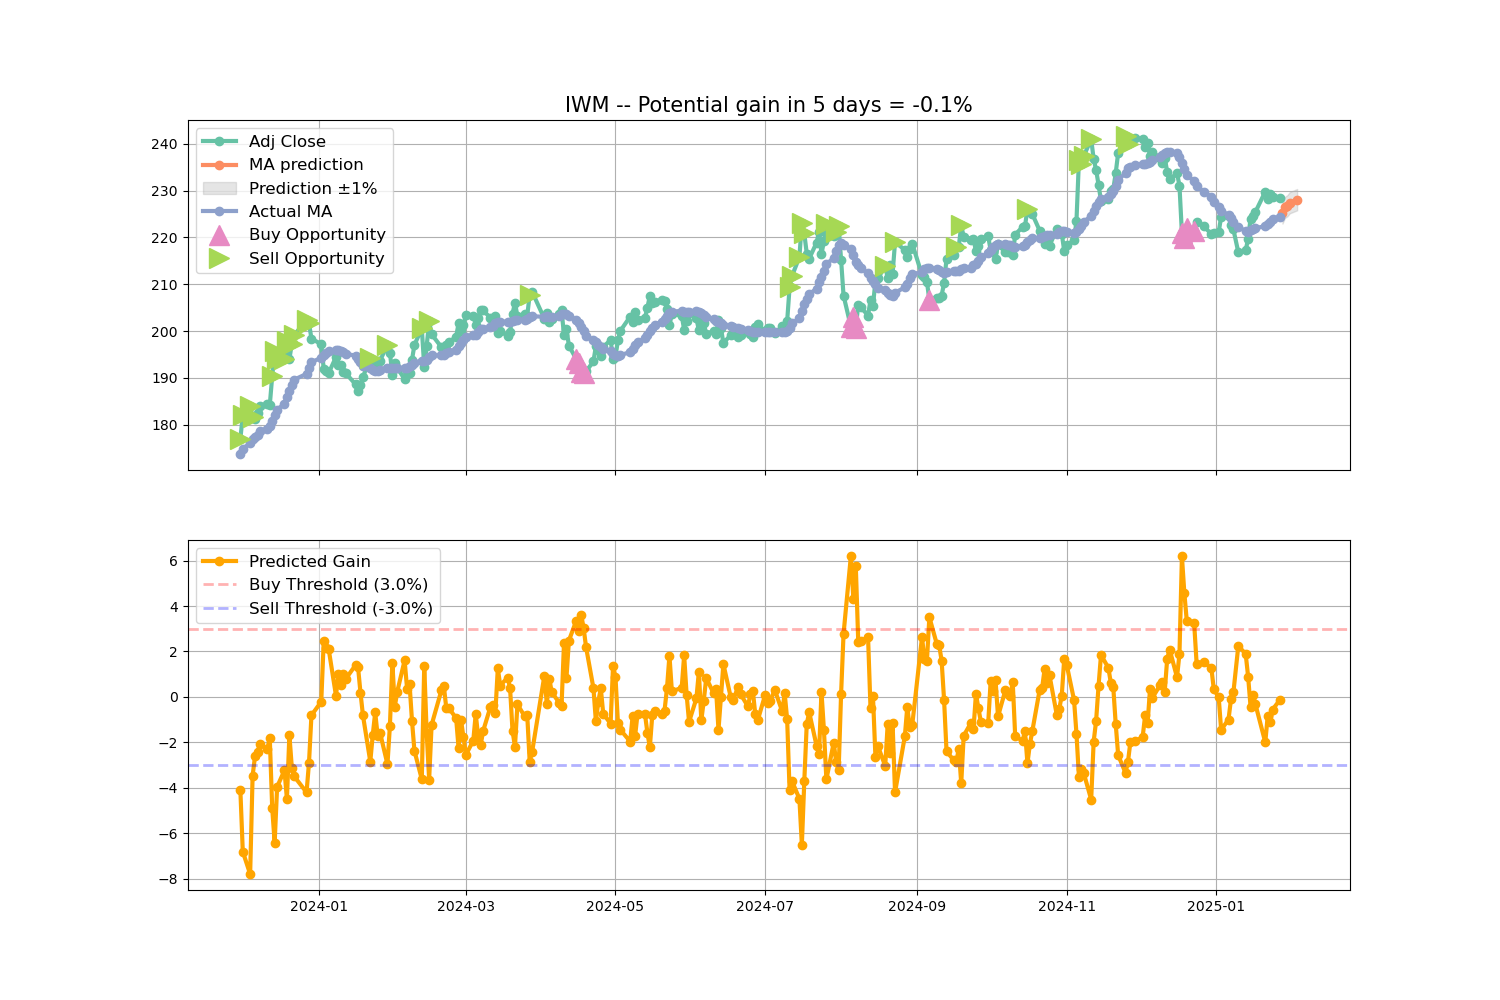 IWM -- Potential gain in 5 days = -0.1%
Adj Close
MA prediction
Prediction ±1%
Actual MA
Buy Opportunity
Sell Opportunity
240
230
220
210
200
190
180
Predicted Gain
Buy Threshold (3.0%)
Sell Threshold (-3.0%)
6
4
2
0
−2
−4
−6
−8
2024-01 2024-03 2024-05 2024-07 2024-09 2024-11 2025-01